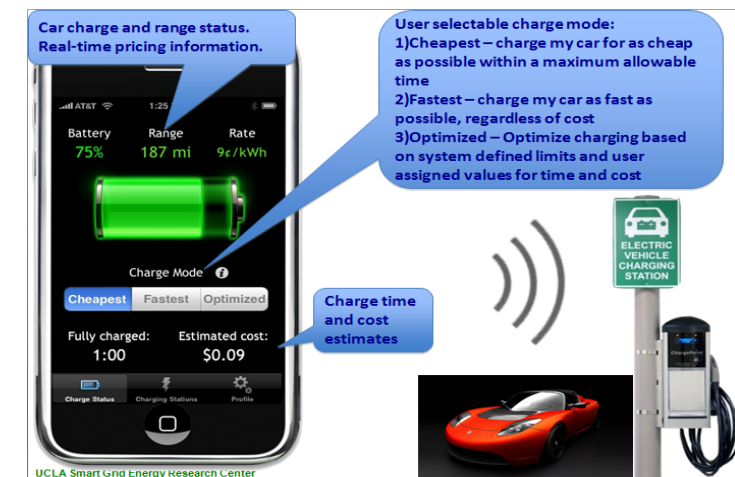 Car charge and range status.
Real-time pricing information.
User selectable charge mode:
1)Cheapest – charge my car for as cheap
as possible within a maximum allowable
time
2)Fastest – charge my car as fast as
possible, regardless of cost
3)Optimized – Optimize charging based
on system defined limits and user
assigned values for time and cost
AT&T 1:25
Battery Range Rate
75% 187 mi 9¢/kWh
Charge Mode i
Cheapest Fastest Optimized
Fully charged: Estimated cost:
1:00 $0.09
Charge time
and cost
estimates
Charge Status Charging Stations Profile
ELECTRIC
VEHICLE
CHARGING
STATION
ChargePoint
UCLA Smart Grid Energy Research Center